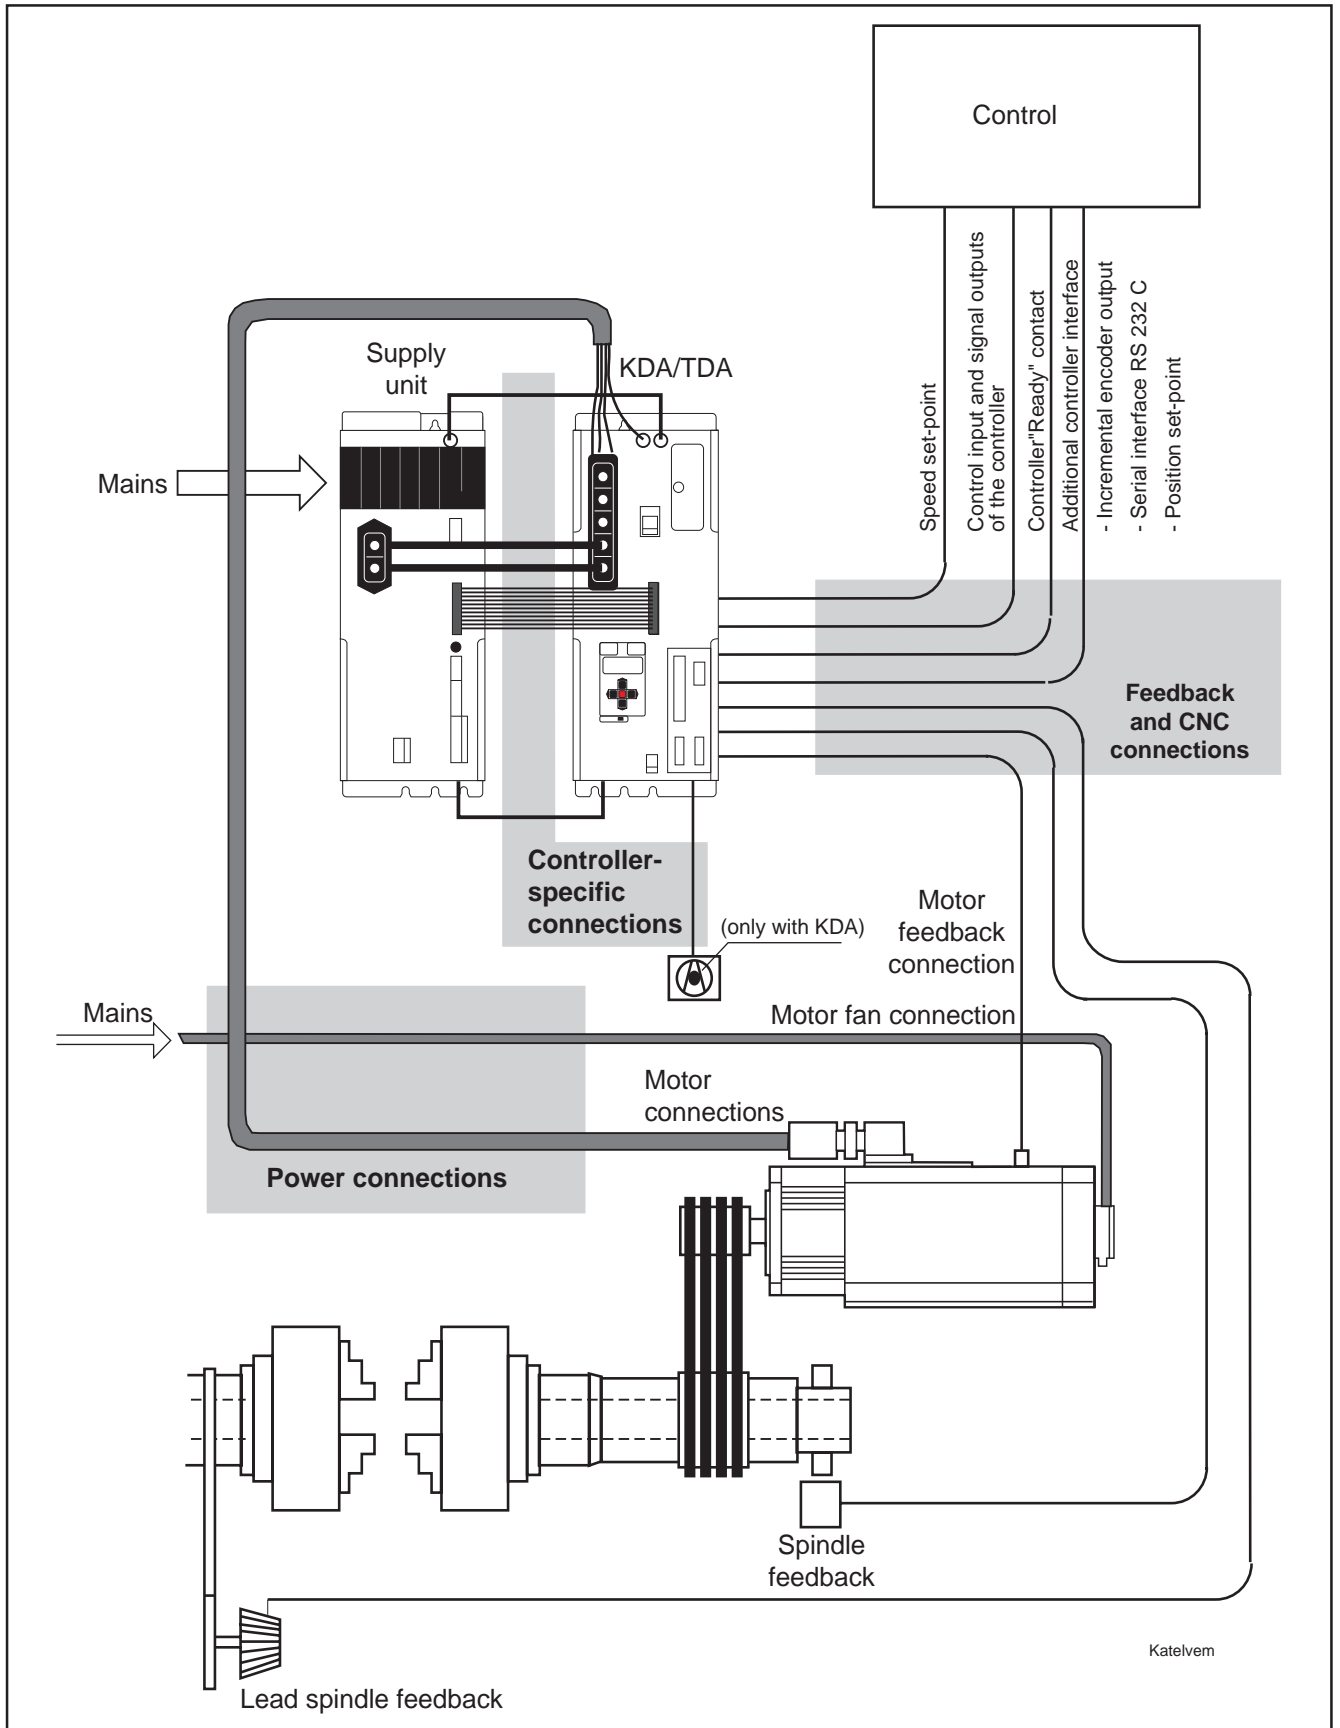 Control
Speed set-point
Control input and signal outputs
of the controller
Controller"Ready" contact
Additional controller interface
- Incremental encoder output
- Serial interface RS 232 C
- Position set-point
Supply
unit
KDA/TDA
Mains
Feedback
and CNC
connections
Controller-
specific
connections
(only with KDA)
Motor
feedback
connection
Mains
Motor fan connection
Motor
connections
Power connections
Spindle
feedback
Lead spindle feedback
Katelvem